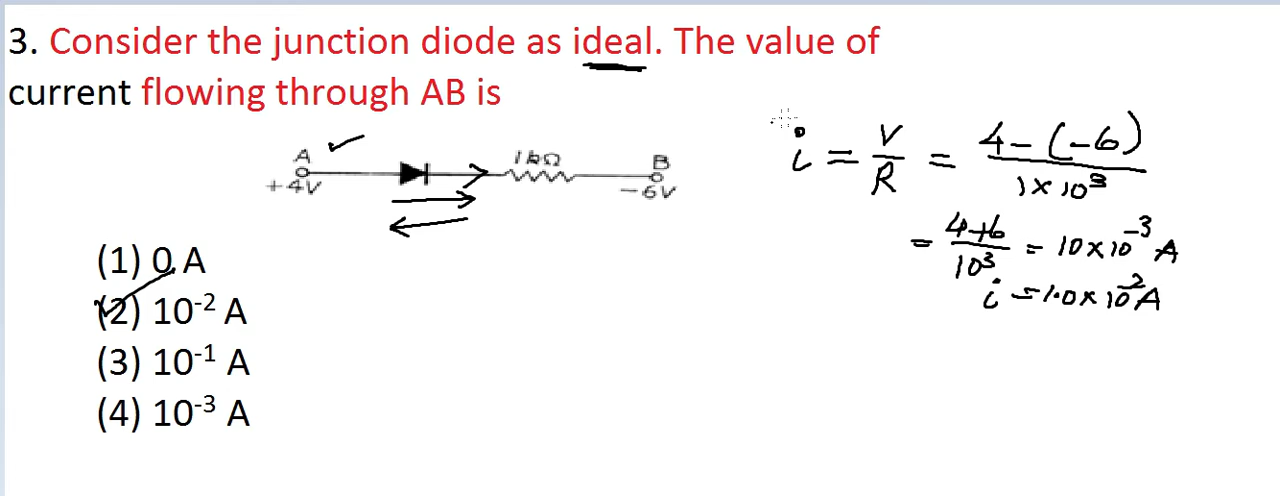 3. Consider the junction diode as ideal. The value of
current flowing through AB is
A
+4V
1kΩ
B
-6V
(1) 0 A
(2) 10⁻² A
(3) 10⁻¹ A
(4) 10⁻³ A
i = V/R = 4-(-6)/1×10³
= 4+6/10³ = 10×10⁻³ A
i = 1.0×10⁻² A